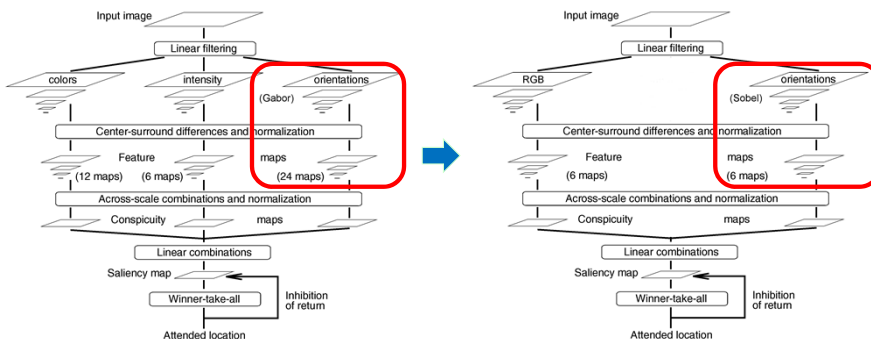 Input image
Linear filtering
colors intensity orientations
(Gabor)
Center-surround differences and normalization
Feature maps
(12 maps) (6 maps) (24 maps)
Across-scale combinations and normalization
Conspicuity maps
Linear combinations
Saliency map
Winner-take-all
Inhibition
of return
Attended location
Input image
Linear filtering
RGB orientations
(Sobel)
Center-surround differences and normalization
Feature maps
(6 maps) (6 maps)
Across-scale combinations and normalization
Conspicuity maps
Linear combinations
Saliency map
Winner-take-all
Inhibition
of return
Attended location